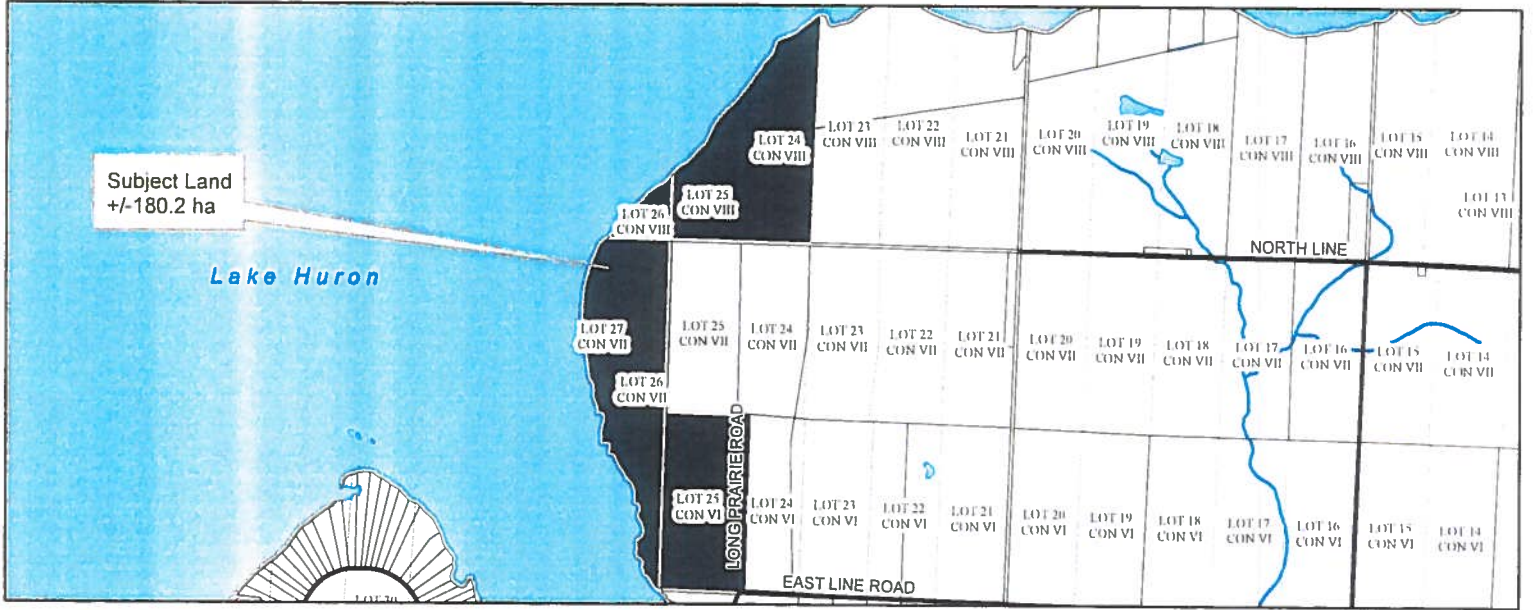 Subject Land
+/-180.2 ha
Lake Huron
LOT 24
CON VIII
LOT 23
CON VIII
LOT 22
CON VIII
LOT 21
CON VIII
LOT 20
CON VIII
LOT 19
CON VIII
LOT 18
CON VIII
LOT 17
CON VIII
LOT 16
CON VIII
LOT 15
CON VIII
LOT 14
CON VIII
LOT 13
CON VIII
LOT 25
CON VIII
LOT 26
CON VIII
NORTH LINE
LOT 27
CON VII
LOT 25
CON VII
LOT 24
CON VII
LOT 23
CON VII
LOT 22
CON VII
LOT 21
CON VII
LOT 20
CON VII
LOT 19
CON VII
LOT 18
CON VII
LOT 17
CON VII
LOT 16
CON VII
LOT 15
CON VII
LOT 14
CON VII
LOT 26
CON VII
LONG PRAIRIE ROAD
LOT 25
CON VI
LOT 24
CON VI
LOT 23
CON VI
LOT 22
CON VI
LOT 21
CON VI
LOT 20
CON VI
LOT 19
CON VI
LOT 18
CON VI
LOT 17
CON VI
LOT 16
CON VI
LOT 15
CON VI
LOT 14
CON VI
EAST LINE ROAD
LOT 30